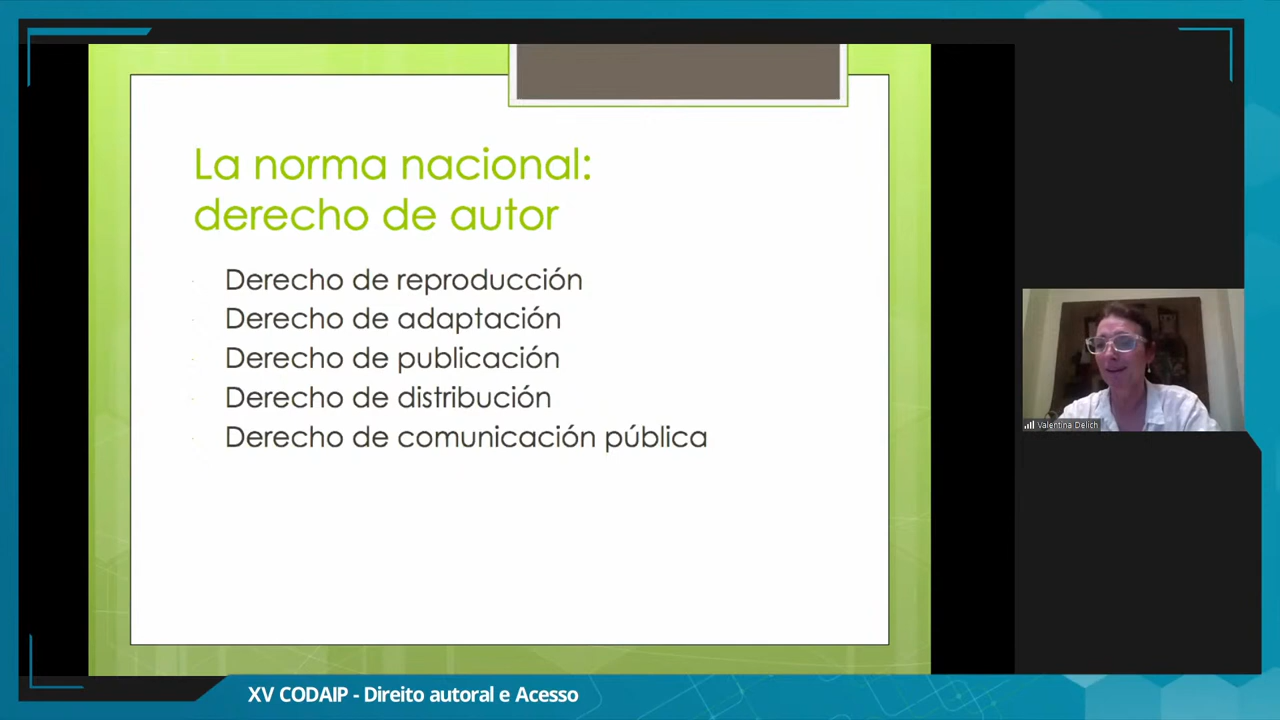 La norma nacional:
derecho de autor
Derecho de reproducción
Derecho de adaptación
Derecho de publicación
Derecho de distribución
Derecho de comunicación pública
Valentina Delich
XV CODAIP - Direito autoral e Acesso